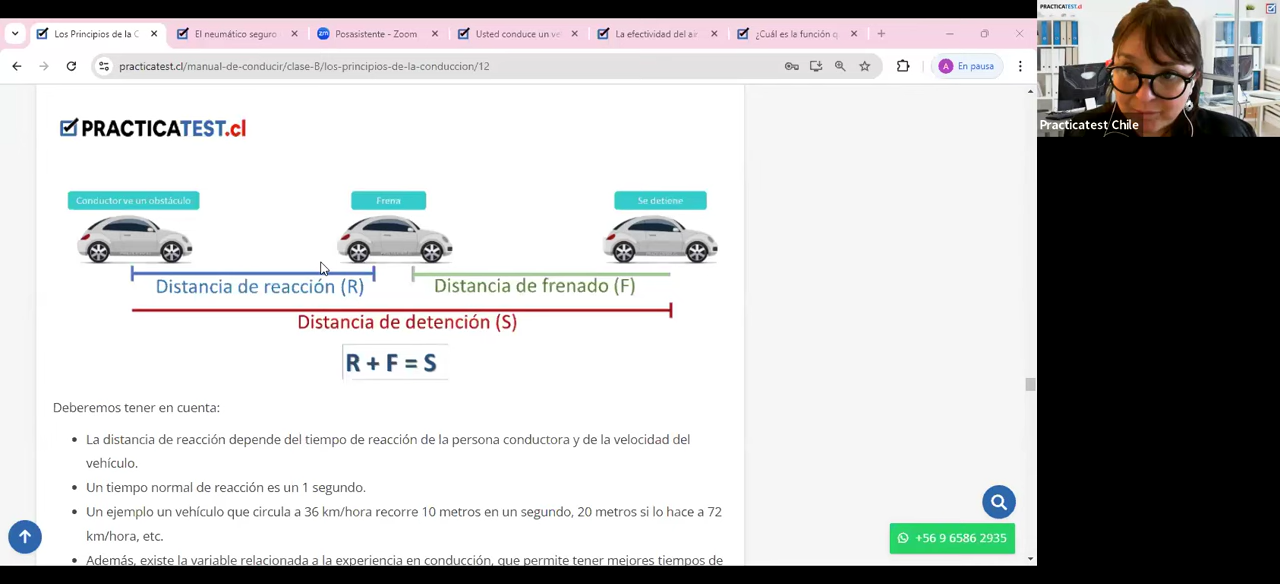 Los Principios de la C
El neumático seguro
zm Posasistente - Zoom
Usted conduce un ve
La efectividad del ai
¿Cuál es la función q
practicatest.cl/manual-de-conducir/clase-B/los-principios-de-la-conduccion/12
A En pausa
PRACTICATEST.cl
Practicatest Chile
PRACTICATEST.cl
Conductor ve un obstáculo
Frena
Se detiene
Distancia de reacción (R)
Distancia de frenado (F)
Distancia de detención (S)
R + F = S
Deberemos tener en cuenta:
La distancia de reacción depende del tiempo de reacción de la persona conductora y de la velocidad del
vehículo.
Un tiempo normal de reacción es un 1 segundo.
Un ejemplo un vehículo que circula a 36 km/hora recorre 10 metros en un segundo, 20 metros si lo hace a 72
km/hora, etc.
Además, existe la variable relacionada a la experiencia en conducción, que permite tener mejores tiempos de
+56 9 6586 2935